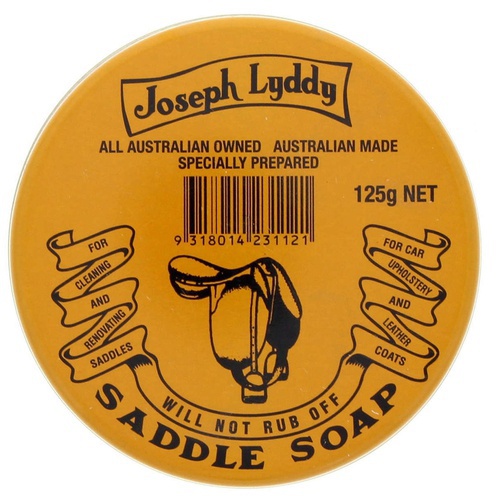 Joseph Lyddy
ALL AUSTRALIAN OWNED AUSTRALIAN MADE
SPECIALLY PREPARED
125g NET
9 318014 231121
FOR
CLEANING
AND
RENOVATING
SADDLES
FOR CAR
UPHOLSTERY
AND
LEATHER
COATS
WILL NOT RUB OFF
SADDLE SOAP